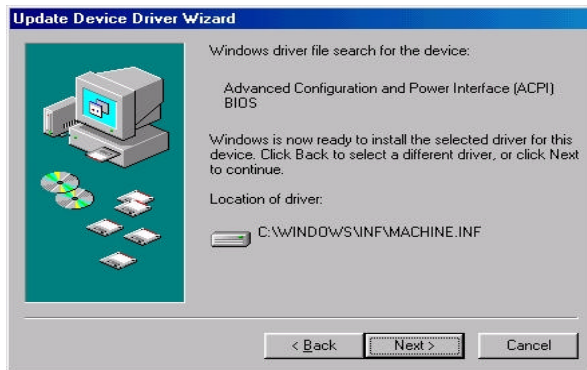 Update Device Driver Wizard
Windows driver file search for the device:
Advanced Configuration and Power Interface (ACPI)
BIOS
Windows is now ready to install the selected driver for this
device. Click Back to select a different driver, or click Next
to continue.
Location of driver:
C:\WINDOWS\INF\MACHINE.INF
< Back
Next >
Cancel